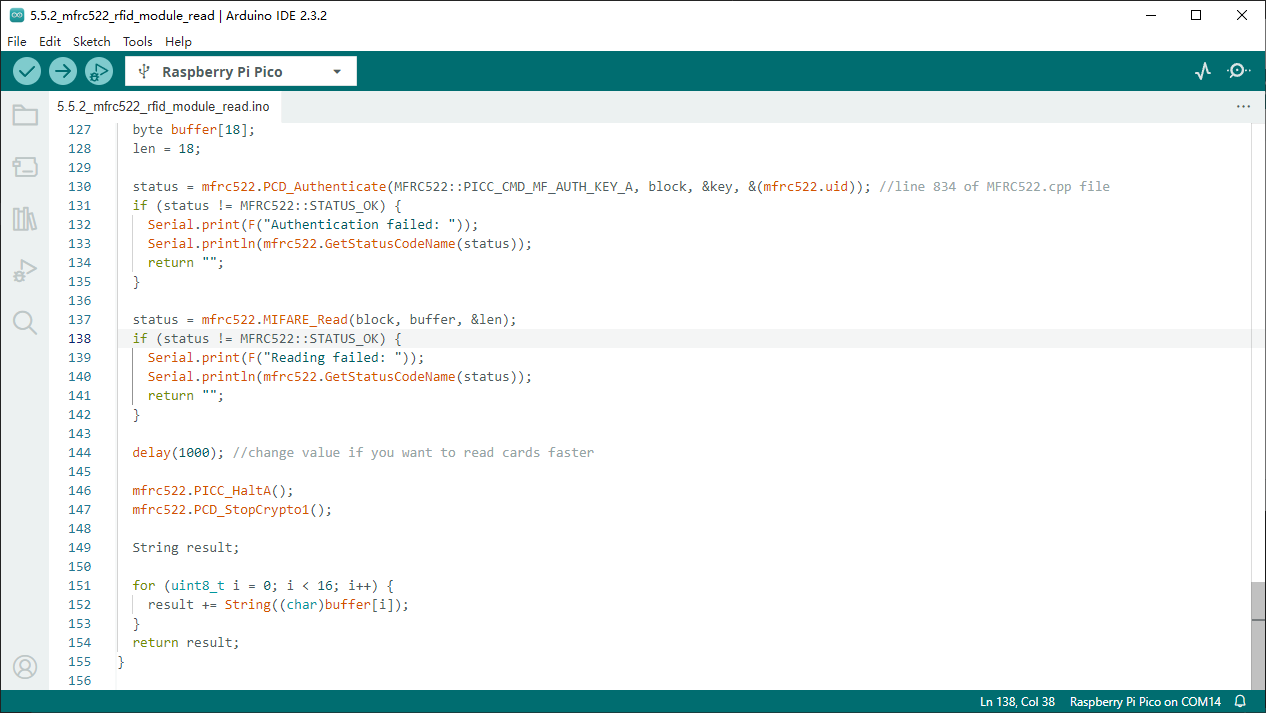 5.5.2_mfrc522_rfid_module_read | Arduino IDE 2.3.2
File Edit Sketch Tools Help
Raspberry Pi Pico
5.5.2_mfrc522_rfid_module_read.ino
127 byte buffer[18];
128 len = 18;
129
130 status = mfrc522.PCD_Authenticate(MFRC522::PICC_CMD_MF_AUTH_KEY_A, block, &key, &(mfrc522.uid)); //line 834 of MFRC522.cpp file
131 if (status != MFRC522::STATUS_OK) {
132 Serial.print(F("Authentication failed: "));
133 Serial.println(mfrc522.GetStatusCodeName(status));
134 return "";
135 }
136
137 status = mfrc522.MIFARE_Read(block, buffer, &len);
138 if (status != MFRC522::STATUS_OK) {
139 Serial.print(F("Reading failed: "));
140 Serial.println(mfrc522.GetStatusCodeName(status));
141 return "";
142 }
143
144 delay(1000); //change value if you want to read cards faster
145
146 mfrc522.PICC_HaltA();
147 mfrc522.PCD_StopCrypto1();
148
149 String result;
150
151 for (uint8_t i = 0; i < 16; i++) {
152 result += String((char)buffer[i]);
153 }
154 return result;
155 }
156
Ln 138, Col 38 Raspberry Pi Pico on COM14